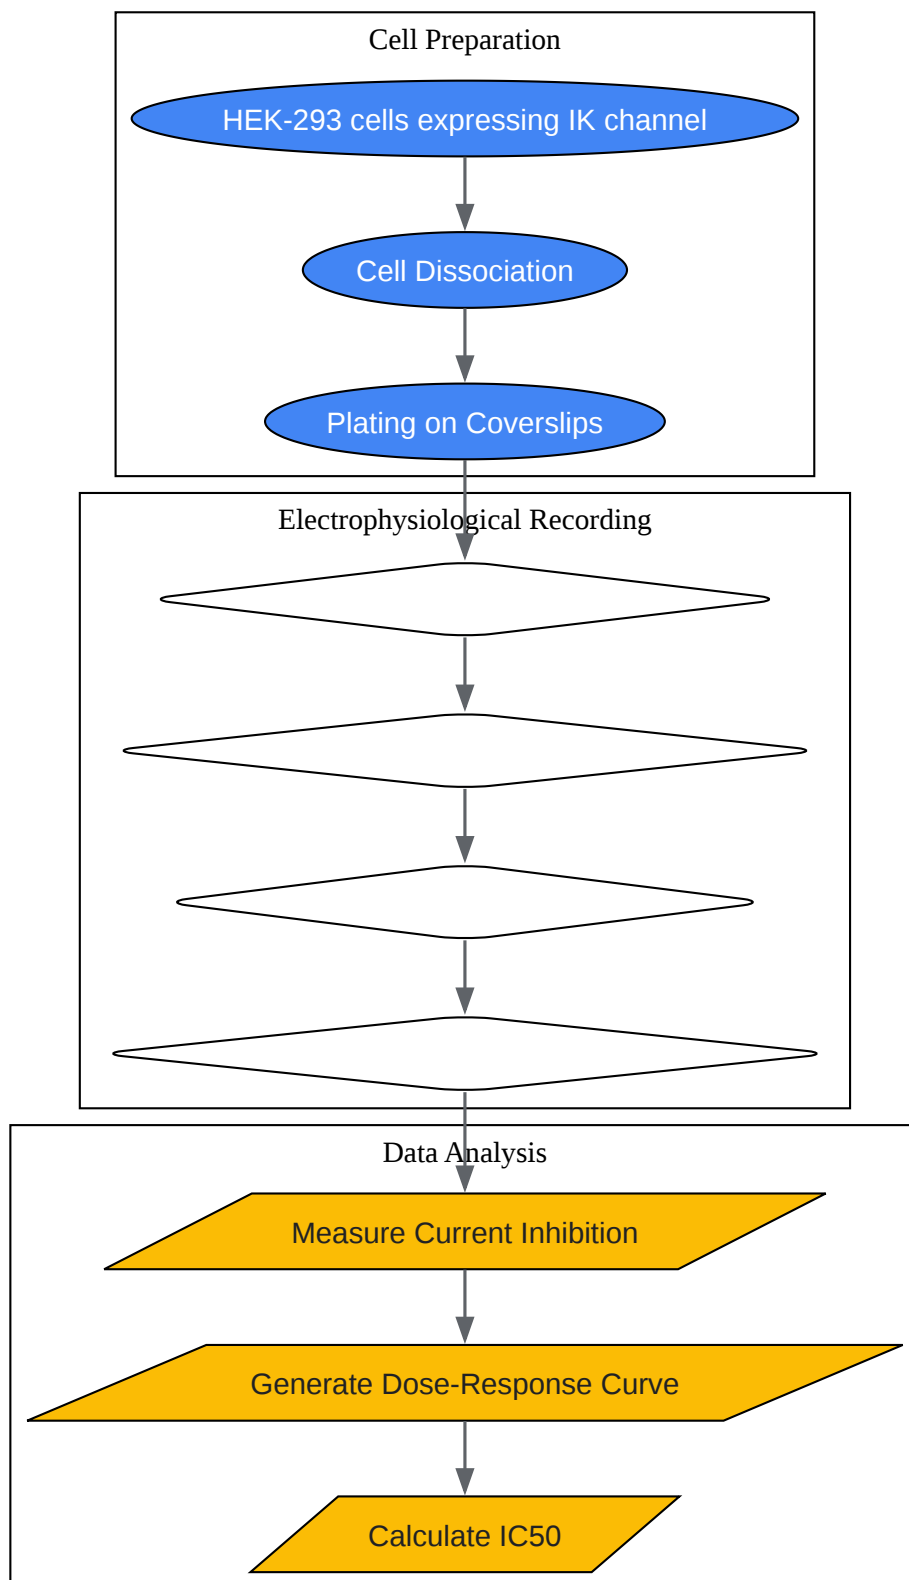 Cell Preparation
HEK-293 cells expressing IK channel
Cell Dissociation
Plating on Coverslips
Electrophysiological Recording
Data Analysis
Measure Current Inhibition
Generate Dose-Response Curve
Calculate IC50